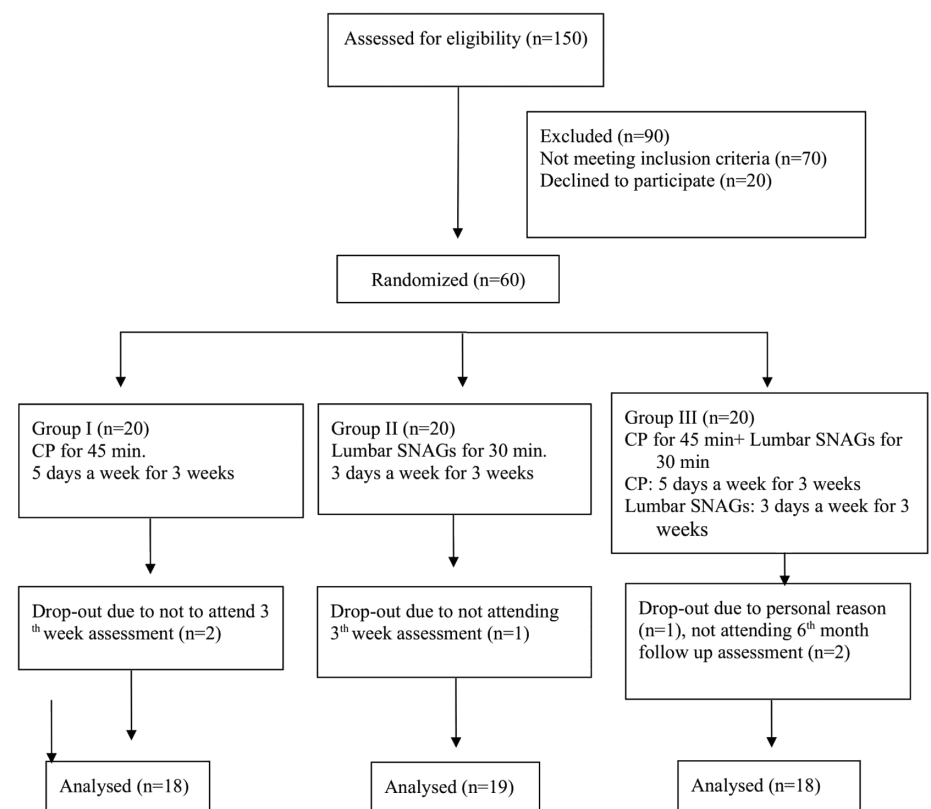 Assessed for eligibility (n=150)
Excluded (n=90)
Not meeting inclusion criteria (n=70)
Declined to participate (n=20)
Randomized (n=60)
Group I (n=20)
CP for 45 min.
5 days a week for 3 weeks
Group II (n=20)
Lumbar SNAGs for 30 min.
3 days a week for 3 weeks
Group III (n=20)
CP for 45 min+ Lumbar SNAGs for
30 min
CP: 5 days a week for 3 weeks
Lumbar SNAGs: 3 days a week for 3
weeks
Drop-out due to not to attend 3
th week assessment (n=2)
Drop-out due to not attending
3th week assessment (n=1)
Drop-out due to personal reason
(n=1), not attending 6th month
follow up assessment (n=2)
Analysed (n=18)
Analysed (n=19)
Analysed (n=18)